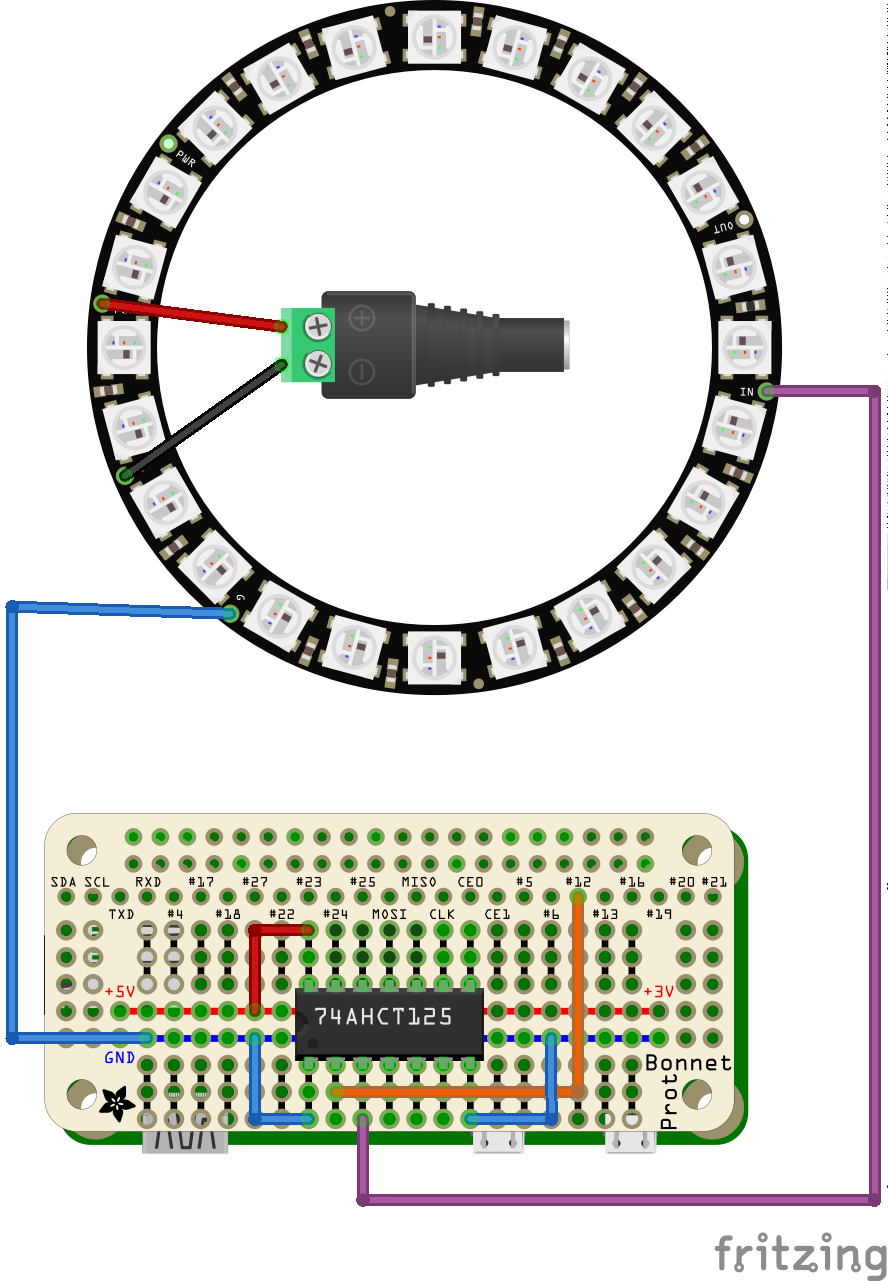 PWR
OUT
IN
G
SDA SCL RXD #17 #27 #23 #25 MISO CE0 #5 #12 #16 #20 #21
TXD #4 #18 #22 #24 MOSI CLK CE1 #6 #13 #19
+5V +3V
74AHCT125
GND
Bonnet
Prot
fritzing